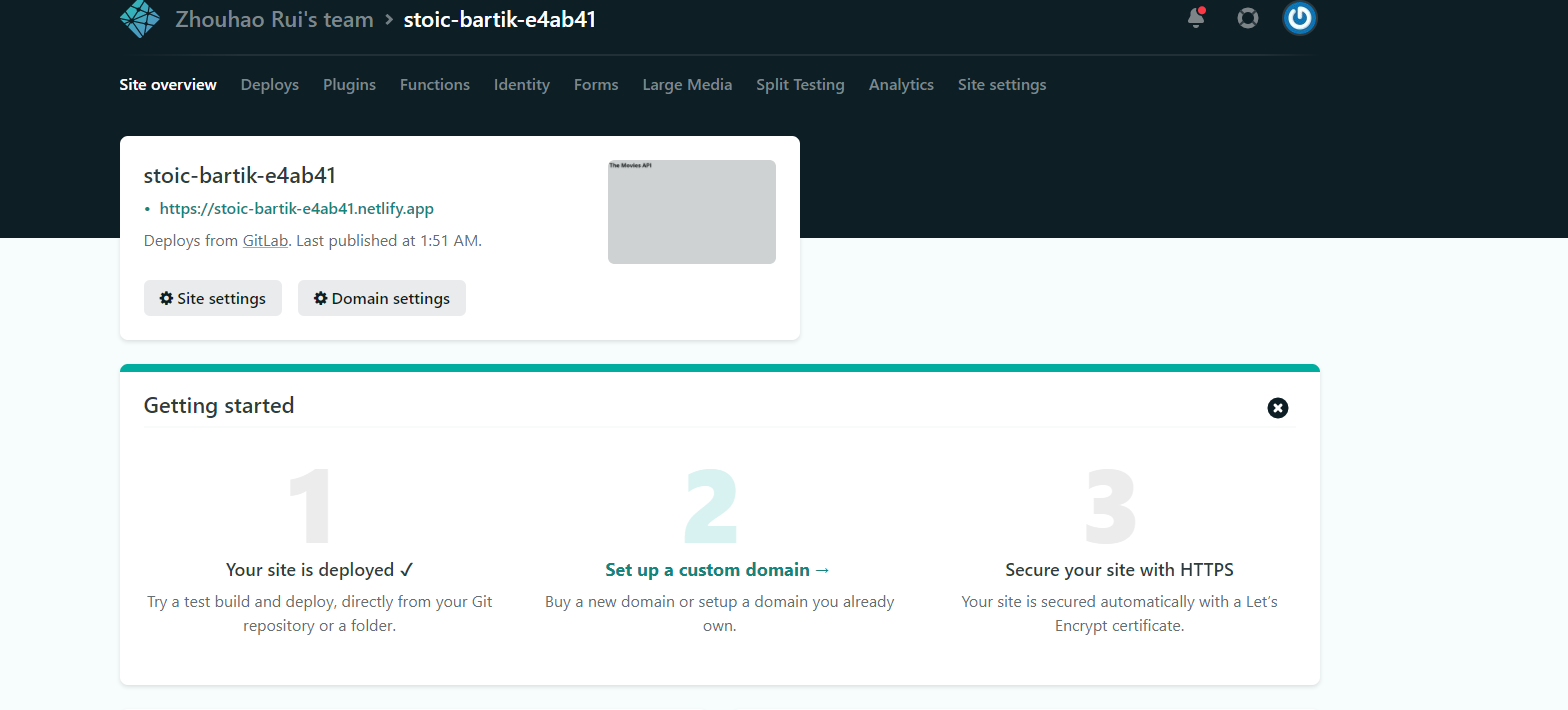 Zhouhao Rui's team > stoic-bartik-e4ab41
Site overview Deploys Plugins Functions Identity Forms Large Media Split Testing Analytics Site settings
stoic-bartik-e4ab41
The Movies API
• https://stoic-bartik-e4ab41.netlify.app
Deploys from GitLab. Last published at 1:51 AM.
Site settings Domain settings
Getting started
1 2 3
Your site is deployed ✓ Set up a custom domain → Secure your site with HTTPS
Try a test build and deploy, directly from your Git Buy a new domain or setup a domain you already Your site is secured automatically with a Let's
repository or a folder. own. Encrypt certificate.